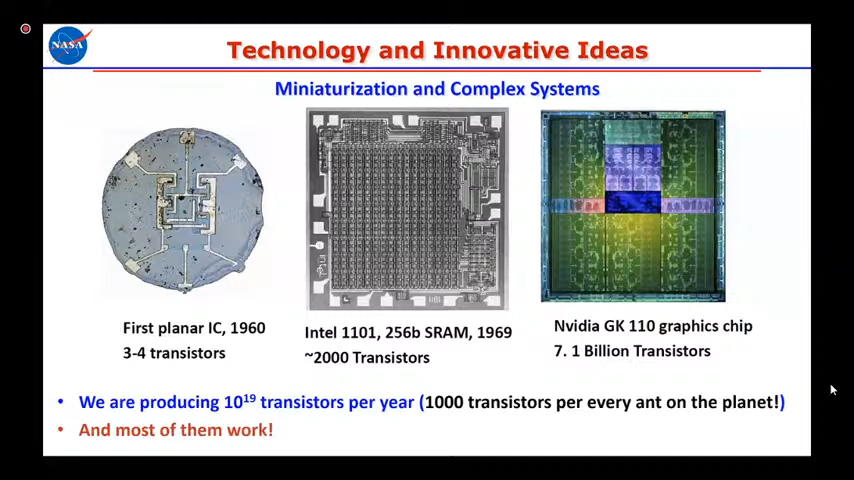 NASA
Technology and Innovative Ideas
Miniaturization and Complex Systems
intel
First planar IC, 1960
3-4 transistors
Intel 1101, 256b SRAM, 1969
~2000 Transistors
Nvidia GK 110 graphics chip
7. 1 Billion Transistors
• We are producing 10¹⁹ transistors per year (1000 transistors per every ant on the planet!)
• And most of them work!